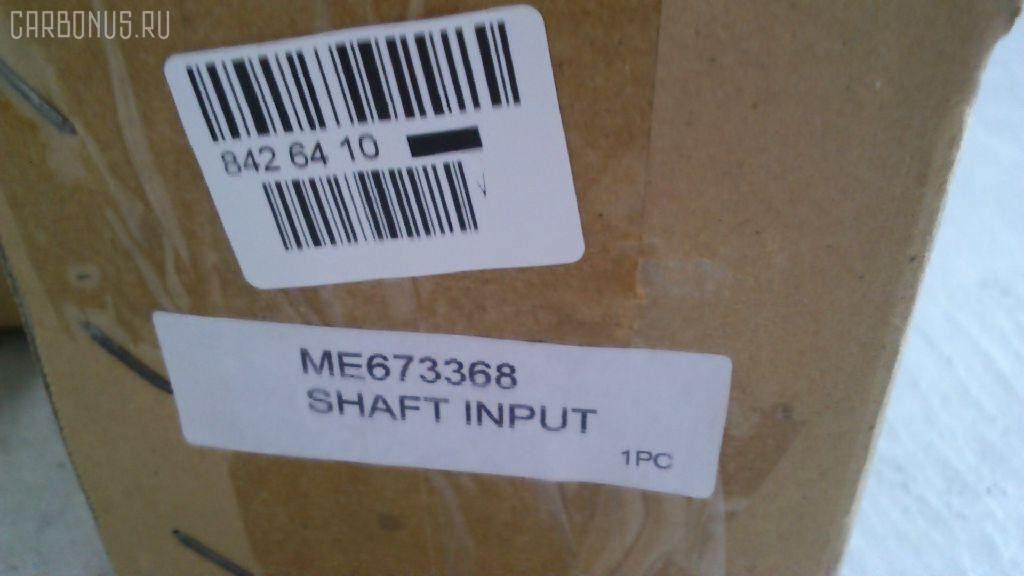 CARBONUS.RU
842 64 10
ME673368
SHAFT INPUT
1PC